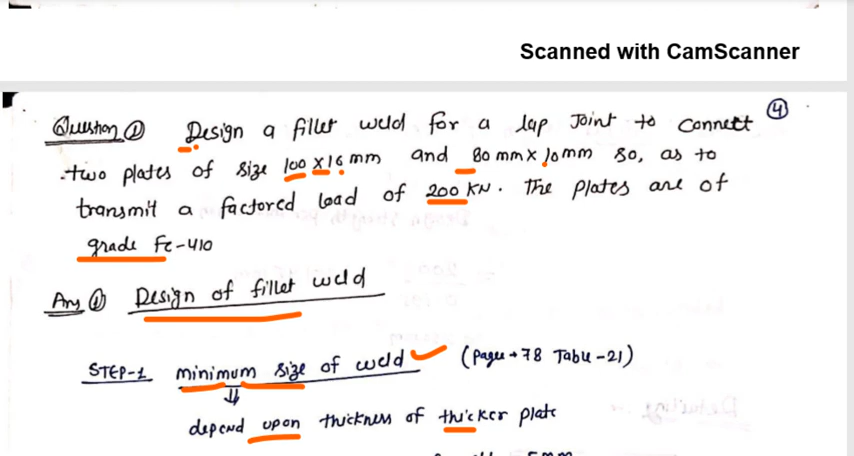 Scanned with CamScanner
4
Question ① Design a fillet weld for a lap Joint to Connect
two plates of size 100 x 16 mm and 80 mm x 10mm So, as to
transmit a factored load of 200 KN. The plates are of
grade Fe-410
Ans ① Design of fillet weld
STEP-1 minimum size of weld (Page → 78 Table -21)
⇓
depend upon thickness of thicker plate
5mm